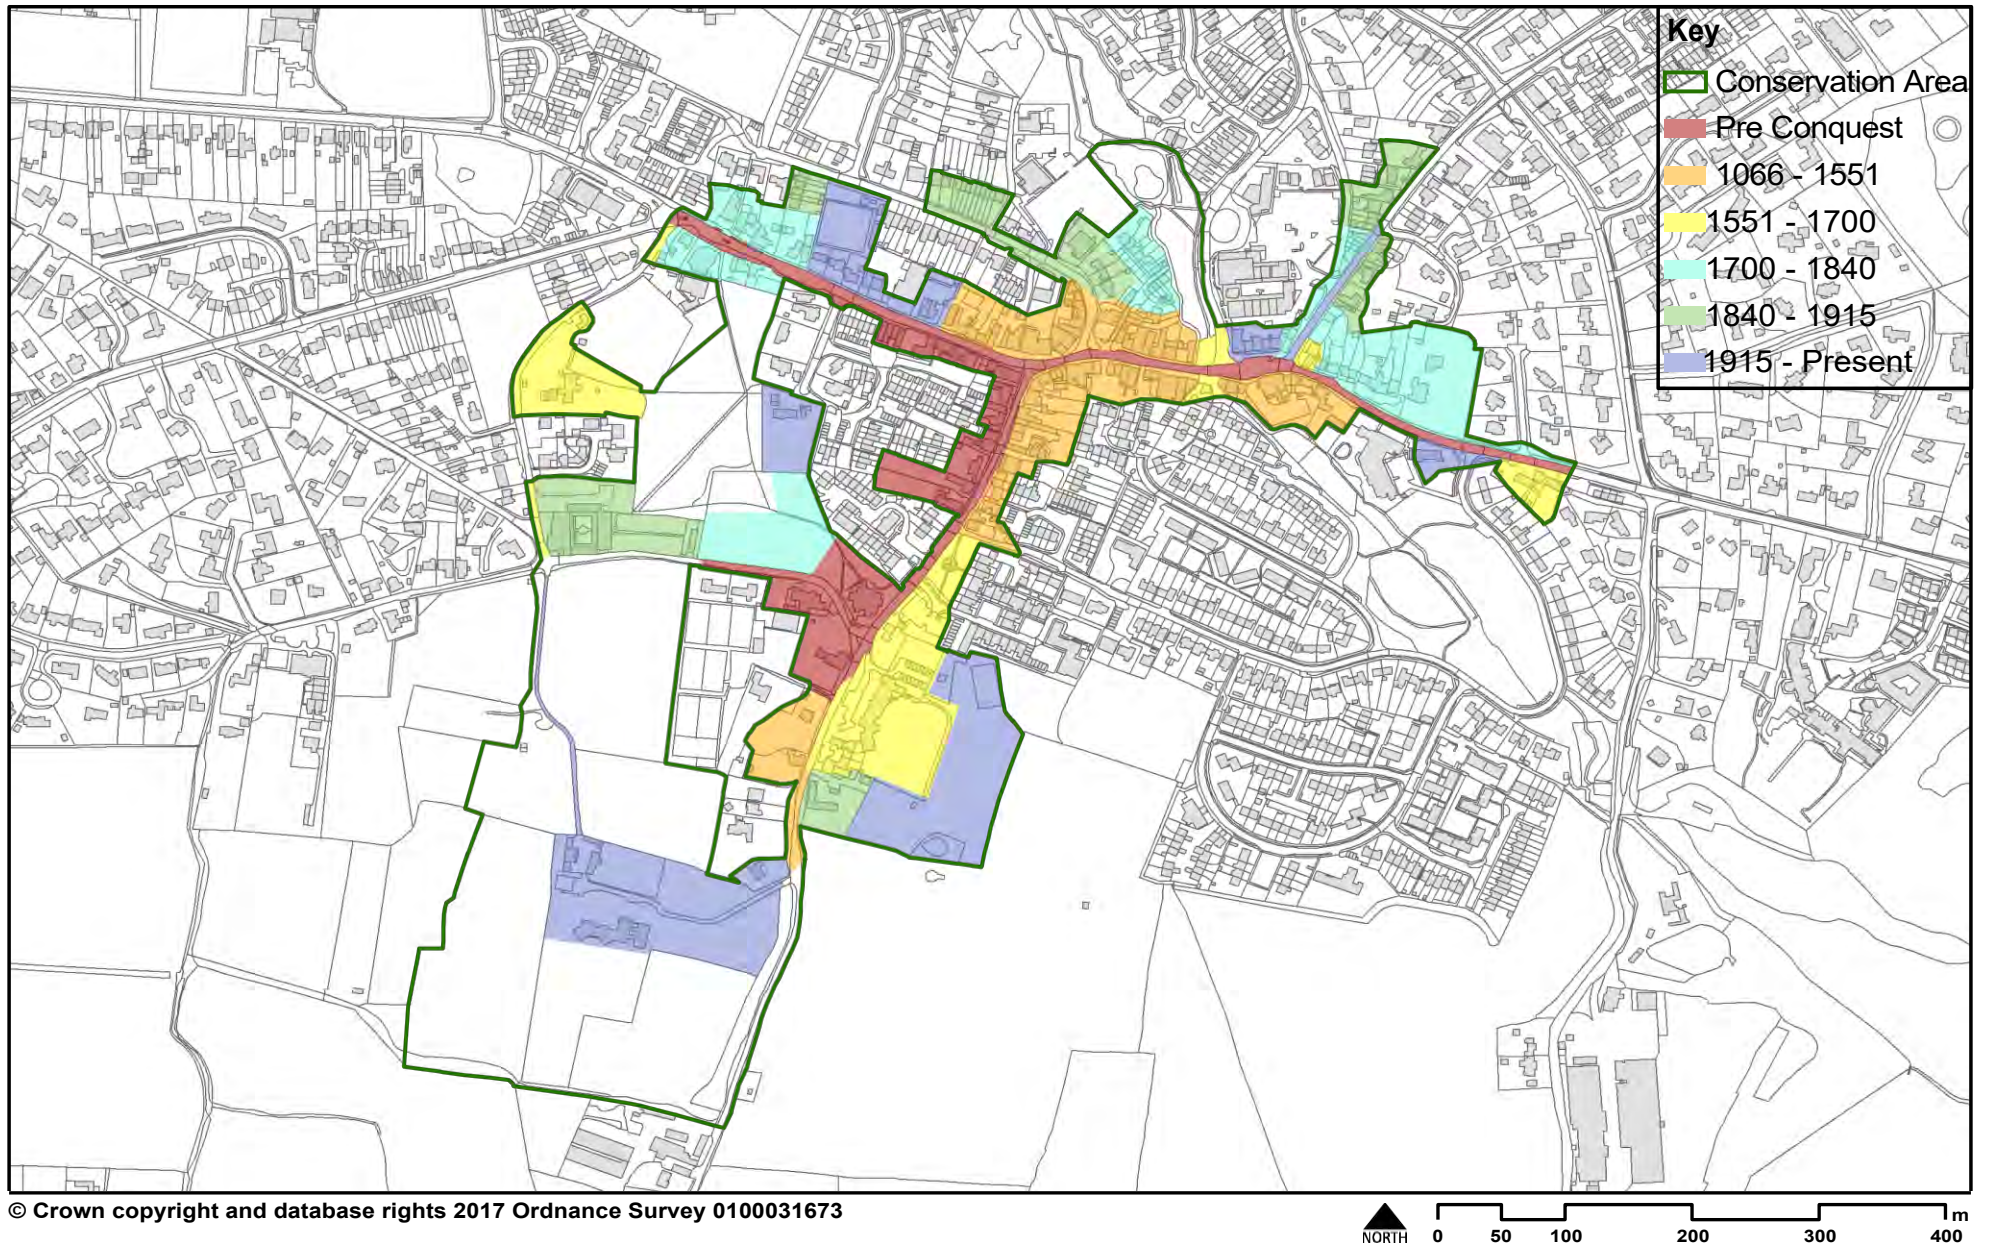 Key
Conservation Area
Pre Conquest
1066 - 1551
1551 - 1700
1700 - 1840
1840 - 1915
1915 - Present
© Crown copyright and database rights 2017 Ordnance Survey 0100031673
NORTH
0 50 100 200 300 400 m